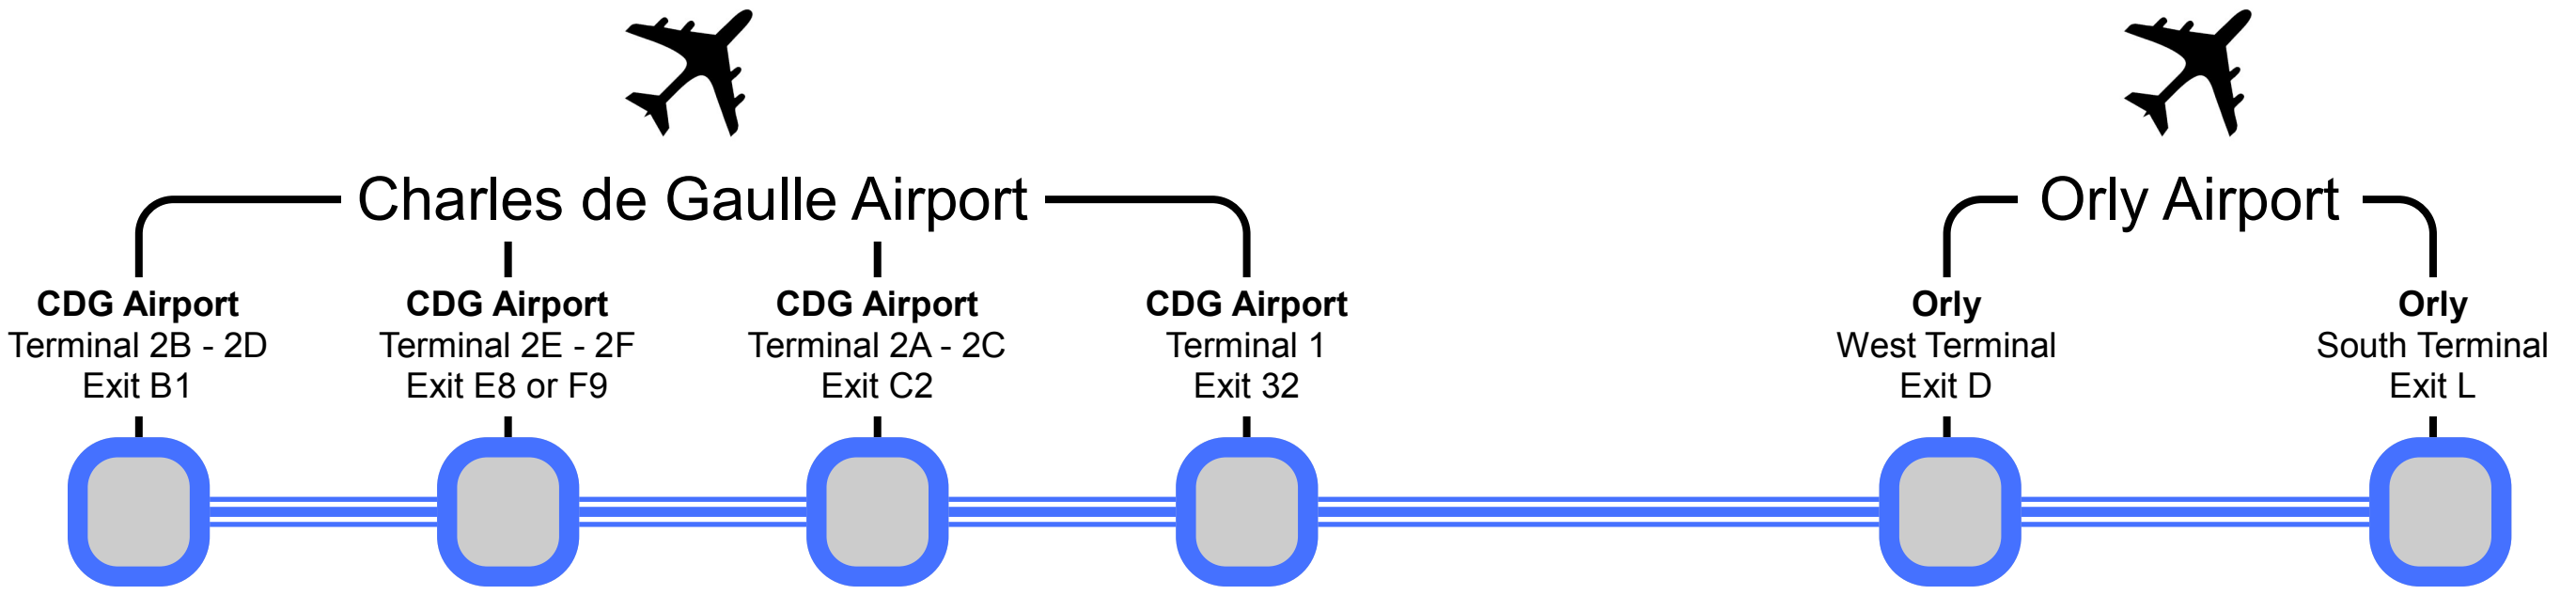 Charles de Gaulle Airport
Orly Airport
CDG Airport
Terminal 2B - 2D
Exit B1
CDG Airport
Terminal 2E - 2F
Exit E8 or F9
CDG Airport
Terminal 2A - 2C
Exit C2
CDG Airport
Terminal 1
Exit 32
Orly
West Terminal
Exit D
Orly
South Terminal
Exit L